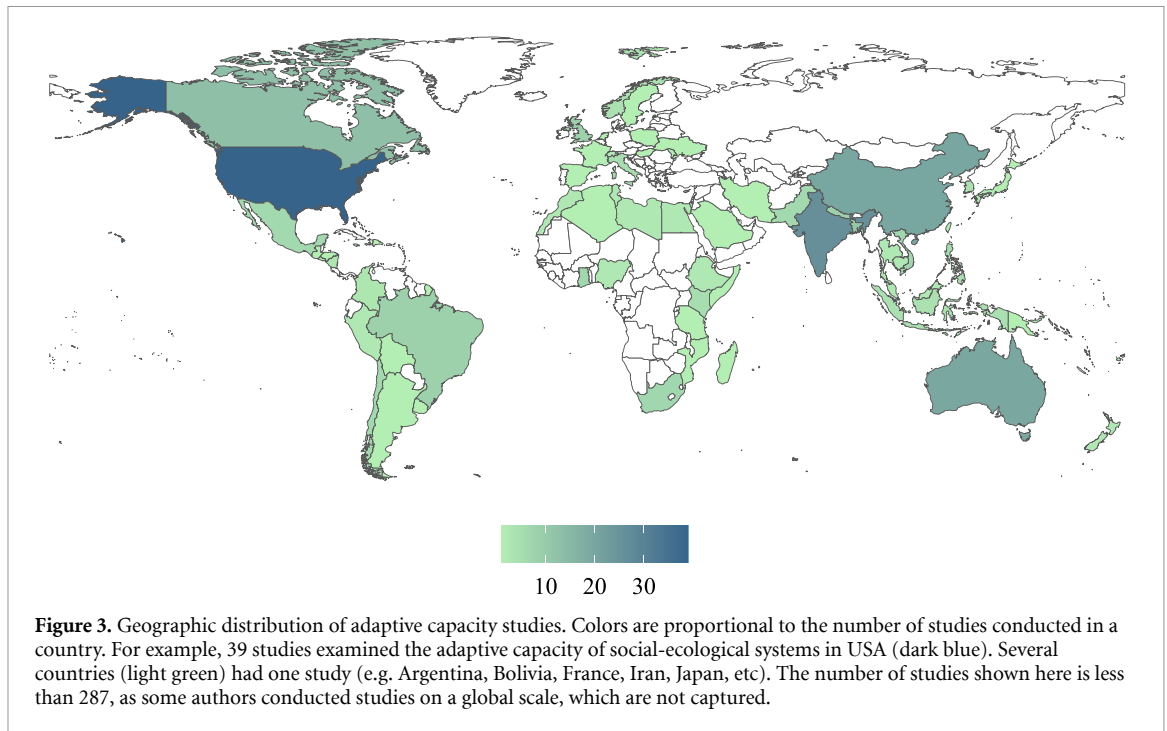 10 20 30
Figure 3. Geographic distribution of adaptive capacity studies. Colors are proportional to the number of studies conducted in a
country. For example, 39 studies examined the adaptive capacity of social-ecological systems in USA (dark blue). Several
countries (light green) had one study (e.g. Argentina, Bolivia, France, Iran, Japan, etc). The number of studies shown here is less
than 287, as some authors conducted studies on a global scale, which are not captured.